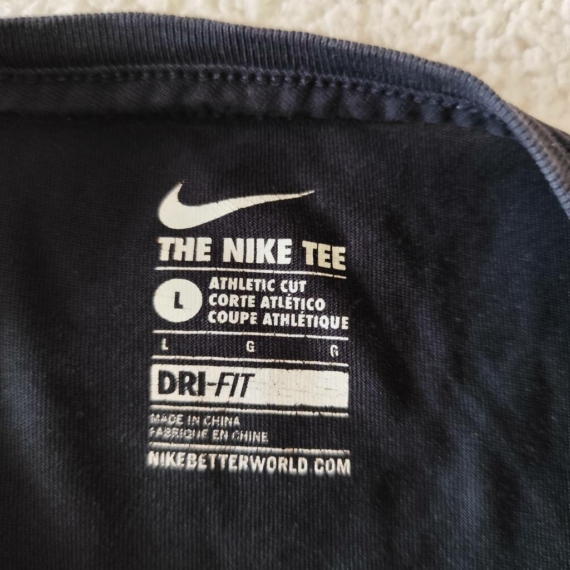 THE NIKE TEE
L
ATHLETIC CUT
CORTE ATLÉTICO
COUPE ATHLÉTIQUE
L G G
DRI-FIT
MADE IN CHINA
FABRIQUÉ EN CHINE
NIKEBETTERWORLD.COM